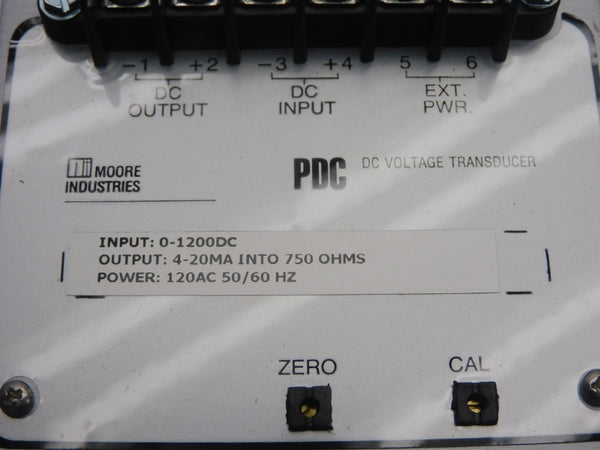 -1 +2 -3 +4 5 6
DC DC EXT.
OUTPUT INPUT PWR.
MOORE
INDUSTRIES
PDC DC VOLTAGE TRANSDUCER
INPUT: 0-1200DC
OUTPUT: 4-20MA INTO 750 OHMS
POWER: 120AC 50/60 HZ
ZERO CAL